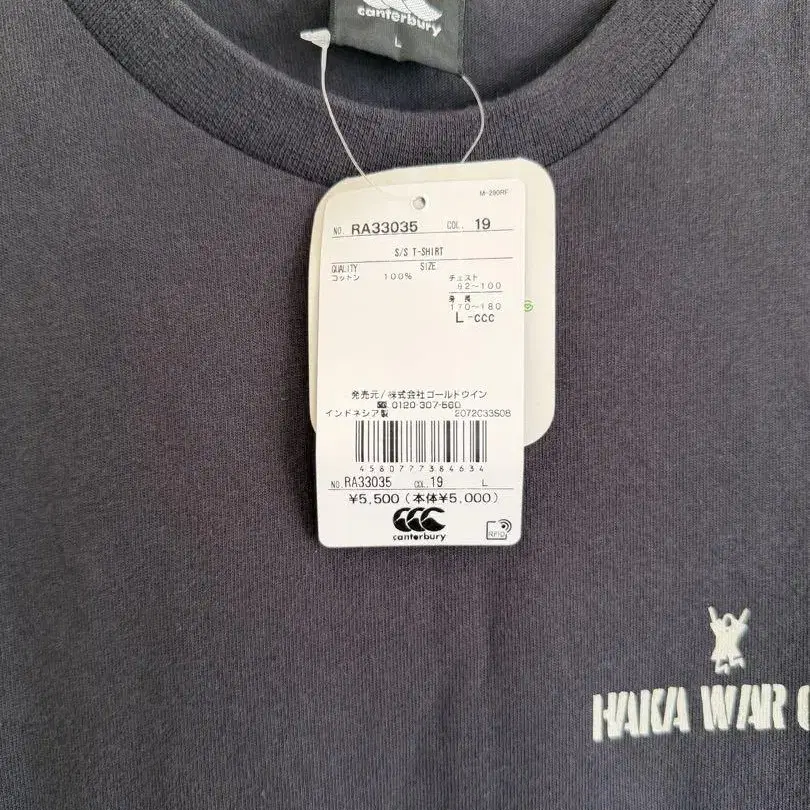 canterbury
L
M-290RF
NO. RA33035 COL. 19
S/S T-SHIRT
QUALITY SIZE
コットン 100% チェスト
92~100
身長
170~180
L-CCC
発売元/株式会社ゴールドウイン
0120-307-560
インドネシア製 2072C33S08
4580777384634
NO. RA33035 COL. 19 L
¥5,500(本体¥5,000)
canterbury
RFID
HAKA WAR